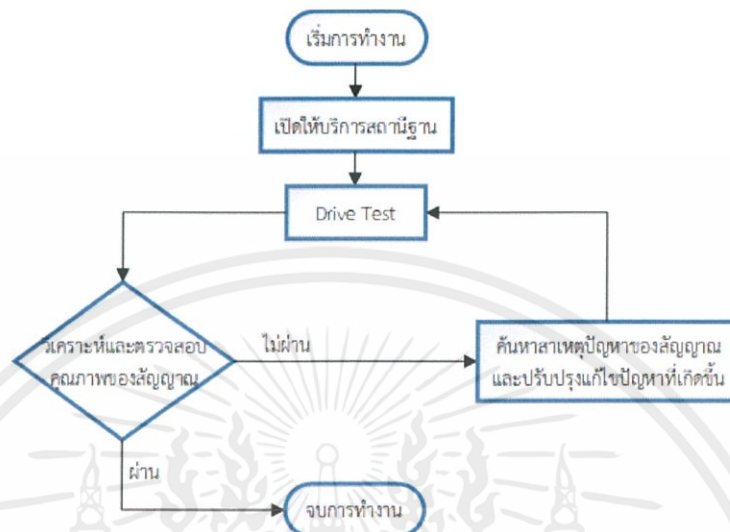 เริ่มการทำงาน
เปิดให้บริการสถานีฐาน
Drive Test
วิเคราะห์และตรวจสอบ
คุณภาพของสัญญาณ
ไม่ผ่าน
ค้นหาสาเหตุปัญหาของสัญญาณ
และปรับปรุงแก้ไขปัญหาที่เกิดขึ้น
ผ่าน
จบการทำงาน